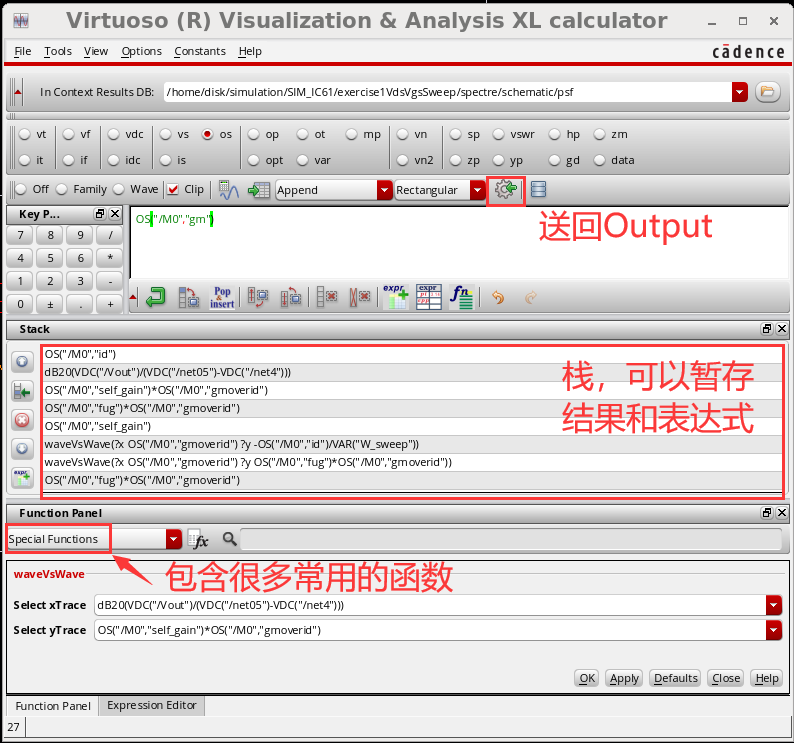 Virtuoso (R) Visualization & Analysis XL calculator
File Tools View Options Constants Help
cādence
In Context Results DB: /home/disk/simulation/SIM_IC61/exercise1VdsVgsSweep/spectre/schematic/psf
vt vf vdc vs os op ot mp vn sp vswr hp zm
it if idc is opt var vn2 zp yp gd data
Off Family Wave Clip Append Rectangular
送回Output
Key P...
7 8 9 /
4 5 6 *
1 2 3 -
0 ± . +
OS("/M0","gm")
Pop & insert
expr
expr
fn
Stack
OS("/M0","id")
dB20(VDC("/Vout")/(VDC("/net05")-VDC("/net4")))
OS("/M0","self_gain")*OS("/M0","gmoverid")
OS("/M0","fug")*OS("/M0","gmoverid")
OS("/M0","self_gain")
waveVsWave(?x OS("/M0","gmoverid") ?y -OS("/M0","id")/VAR("W_sweep"))
waveVsWave(?x OS("/M0","gmoverid") ?y OS("/M0","fug")*OS("/M0","gmoverid"))
OS("/M0","fug")*OS("/M0","gmoverid")
栈，可以暂存
结果和表达式
expr
Function Panel
Special Functions
fx
包含很多常用的函数
waveVsWave
Select xTrace dB20(VDC("/Vout")/(VDC("/net05")-VDC("/net4")))
Select yTrace OS("/M0","self_gain")*OS("/M0","gmoverid")
OK Apply Defaults Close Help
Function Panel Expression Editor
27